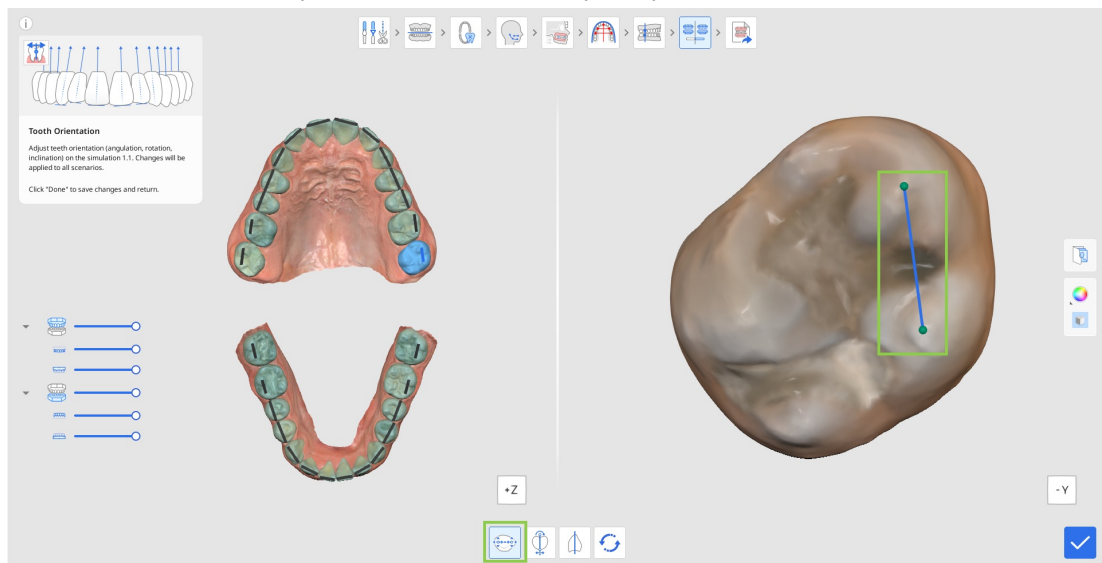 Tooth Orientation
Adjust teeth orientation (angulation, rotation,
inclination) on the simulation 1.1. Changes will be
applied to all scenarios.
Click "Done" to save changes and return.
+Z
-Y